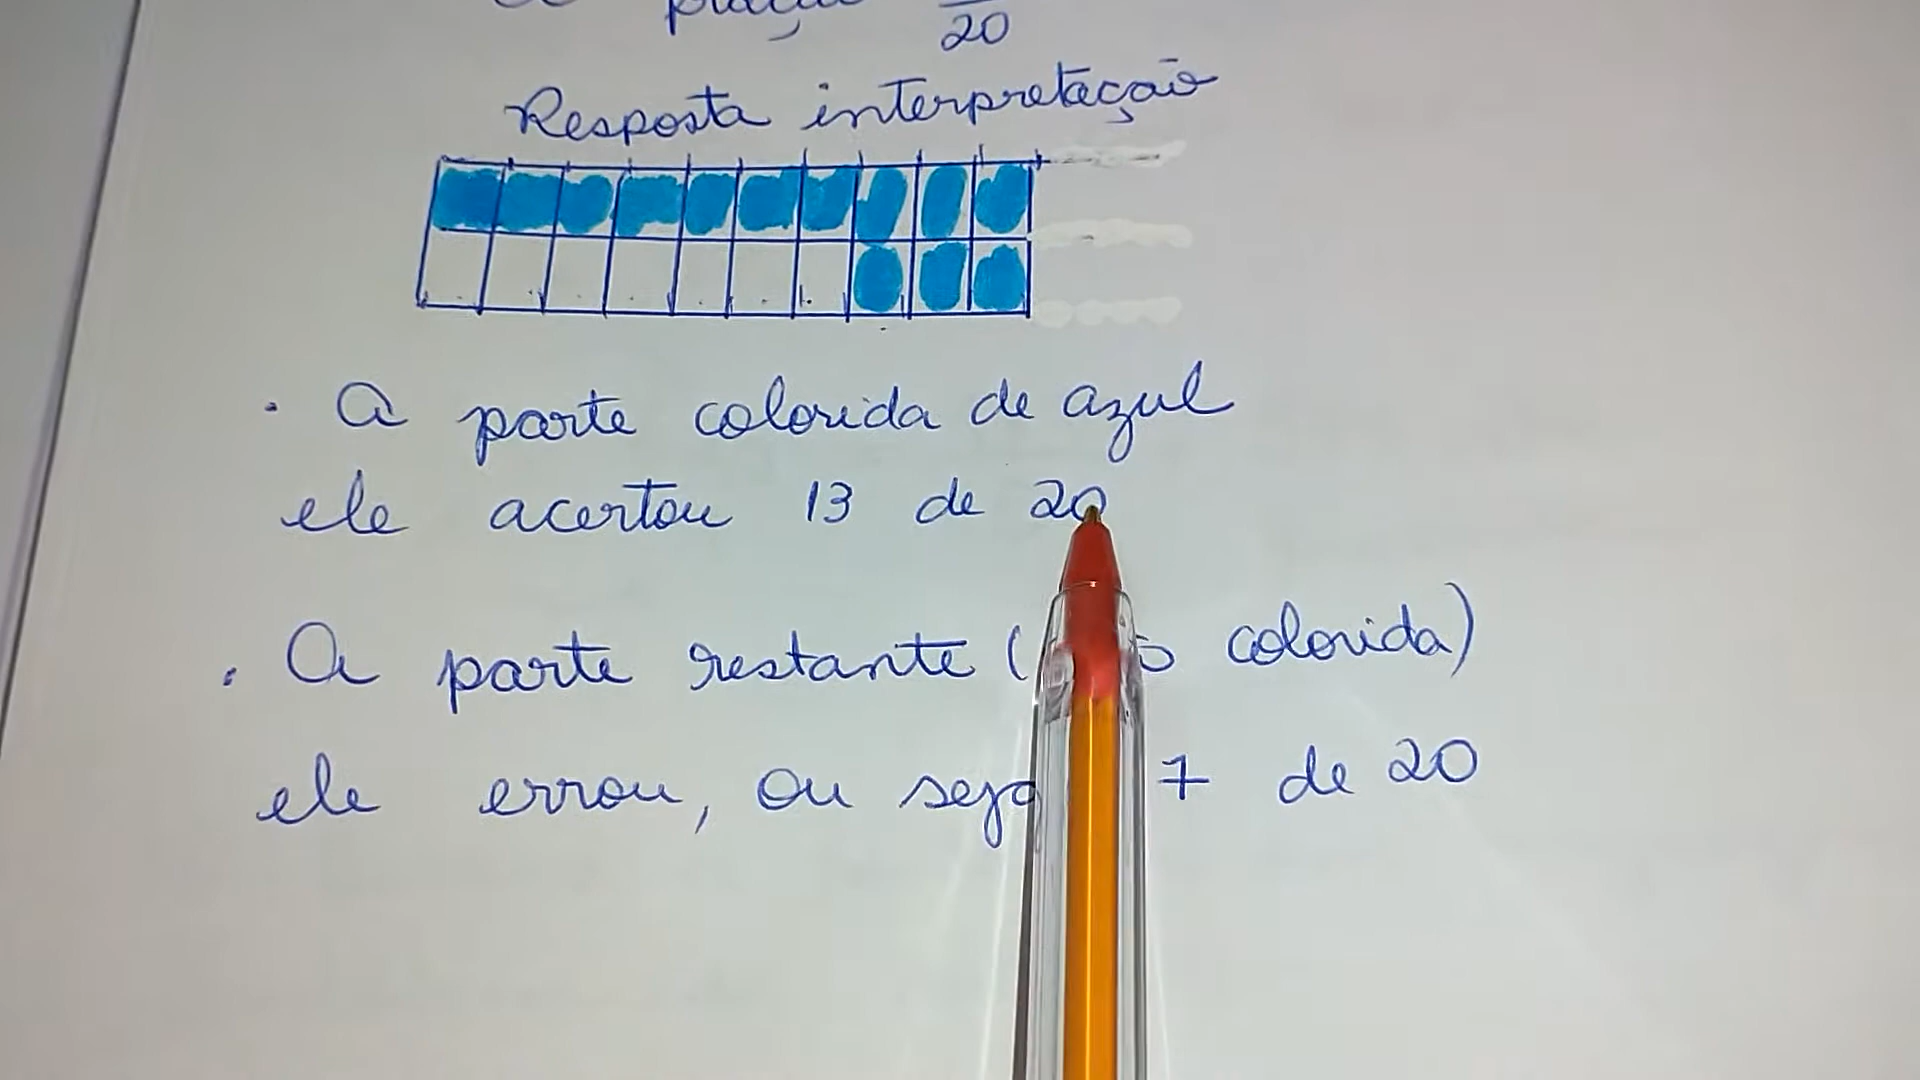 fração 20
Resposta interpretação
. A parte colorida de azul
ele acertou 13 de 20
. A parte restante ( colorida)
ele errou, ou seja 7 de 20